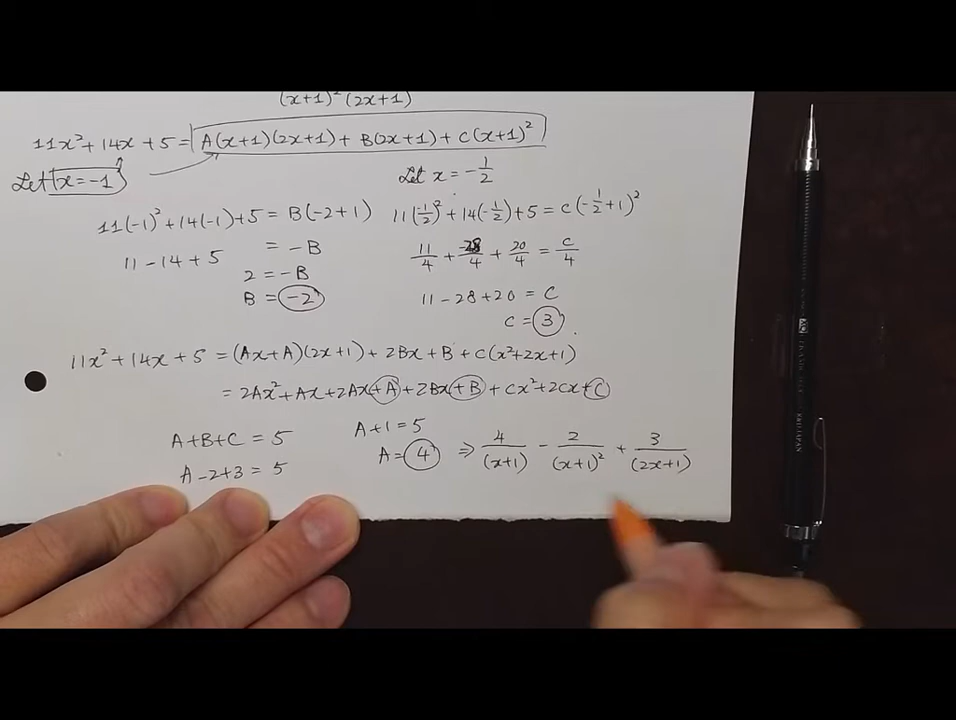 (x+1)² (2x+1)
11x² + 14x + 5 = A(x+1)(2x+1) + B(2x+1) + C(x+1)²
Let x = -1
Let x = -1/2
11(-1)² + 14(-1) + 5 = B(-2+1)
11(-1/2)² + 14(-1/2) + 5 = C(-1/2 + 1)²
11 - 14 + 5 = -B
11/4 + -28/4 + 20/4 = C/4
2 = -B
B = -2
11 - 28 + 20 = C
C = 3
11x² + 14x + 5 = (Ax+A)(2x+1) + 2Bx + B + C(x²+2x+1)
= 2Ax² + Ax + 2Ax + A + 2Bx + B + Cx² + 2Cx + C
A+B+C = 5
A+1 = 5
A-2+3 = 5
A = 4 ⇒ 4/(x+1) - 2/(x+1)² + 3/(2x+1)